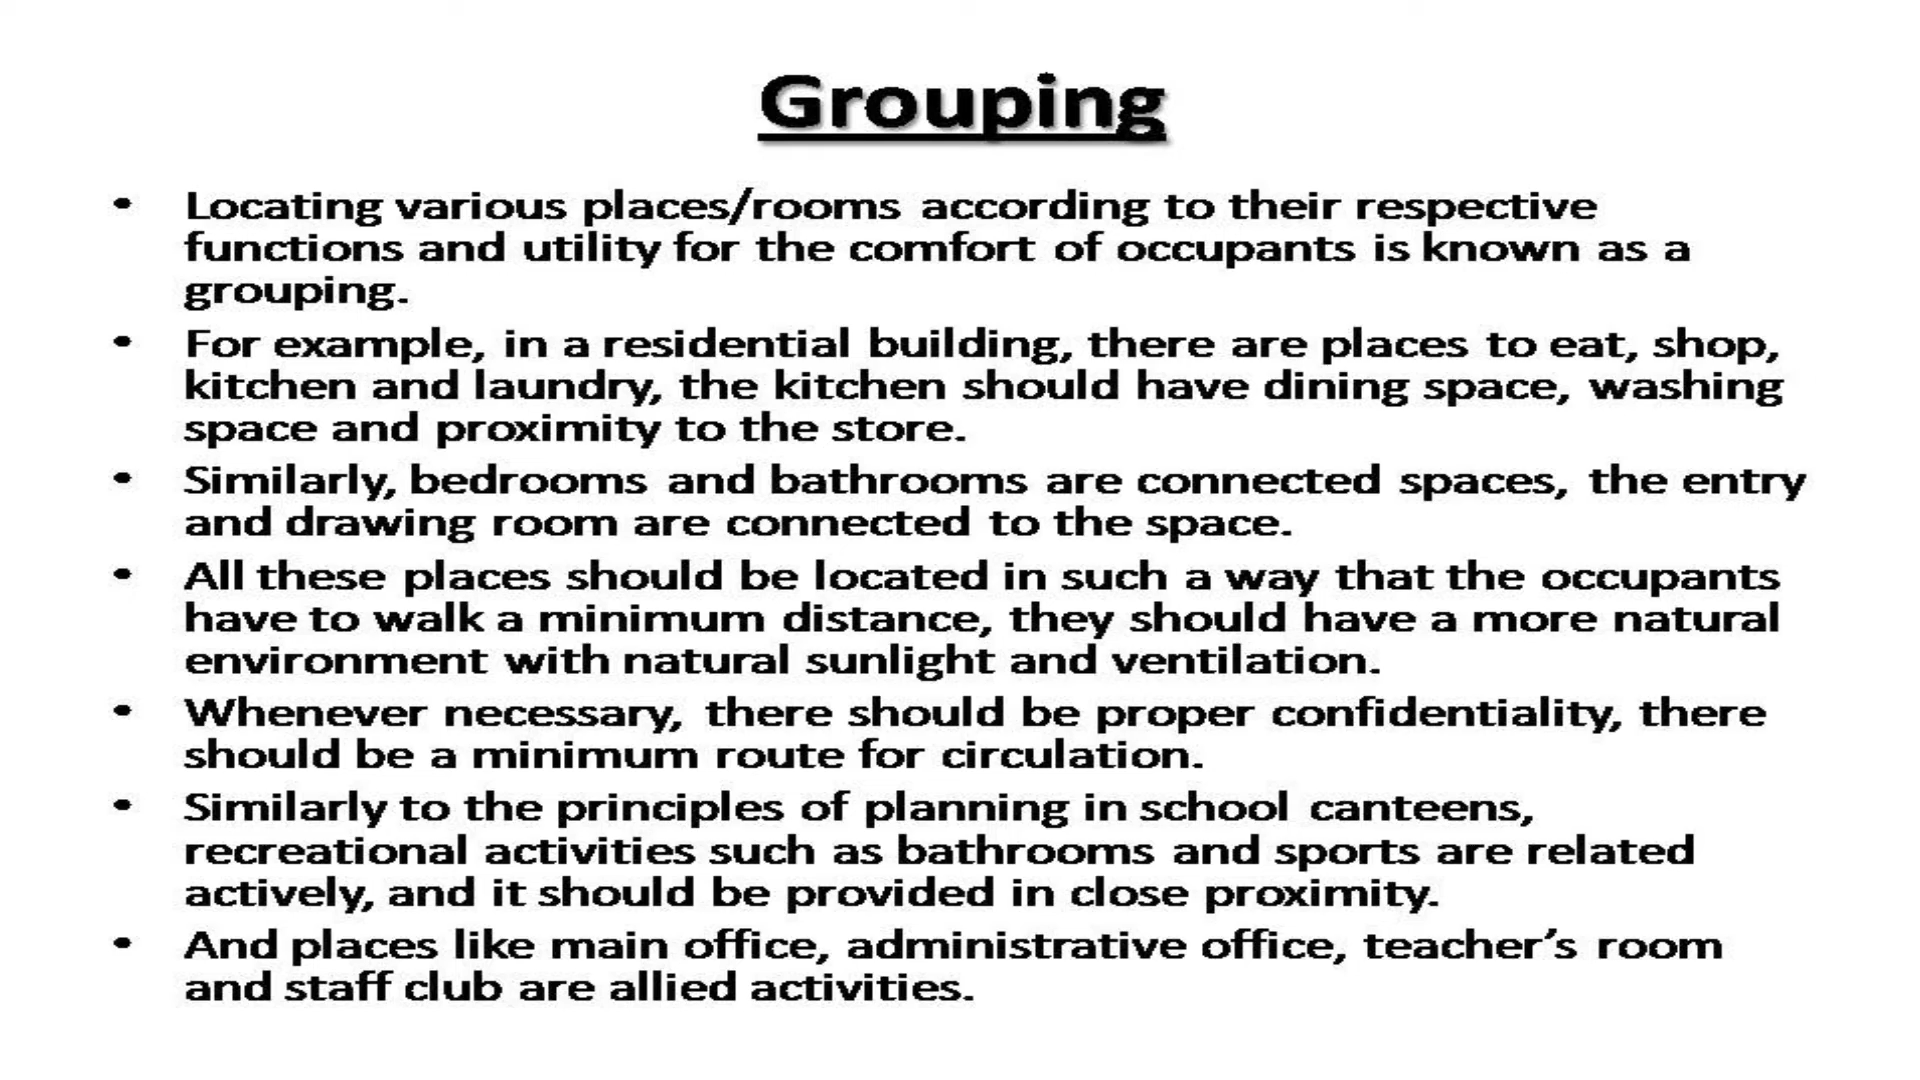 Grouping
• Locating various places/rooms according to their respective
functions and utility for the comfort of occupants is known as a
grouping.
• For example, in a residential building, there are places to eat, shop,
kitchen and laundry, the kitchen should have dining space, washing
space and proximity to the store.
• Similarly, bedrooms and bathrooms are connected spaces, the entry
and drawing room are connected to the space.
• All these places should be located in such a way that the occupants
have to walk a minimum distance, they should have a more natural
environment with natural sunlight and ventilation.
• Whenever necessary, there should be proper confidentiality, there
should be a minimum route for circulation.
• Similarly to the principles of planning in school canteens,
recreational activities such as bathrooms and sports are related
actively, and it should be provided in close proximity.
• And places like main office, administrative office, teacher’s room
and staff club are allied activities.